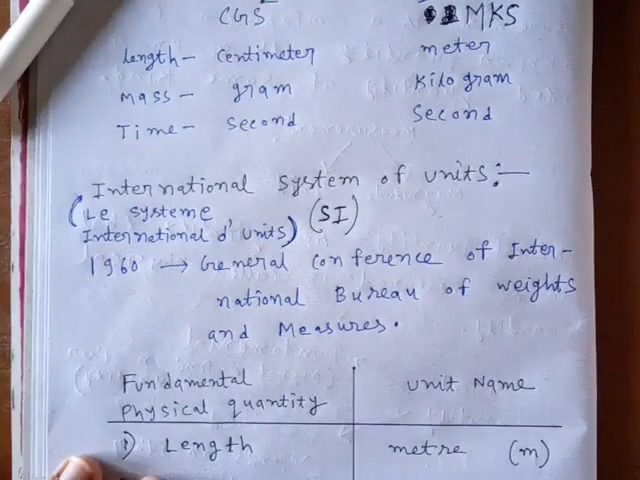 CGS MKS
Length - Centimeter meter
Mass - gram Kilo gram
Time - Second Second
International System of units :-
(Le systeme (SI)
International d' units)
1960 → General Conference of Inter-
national Bureau of weights
and Measures.
Fundamental Unit Name
Physical quantity
i) Length metre (m)